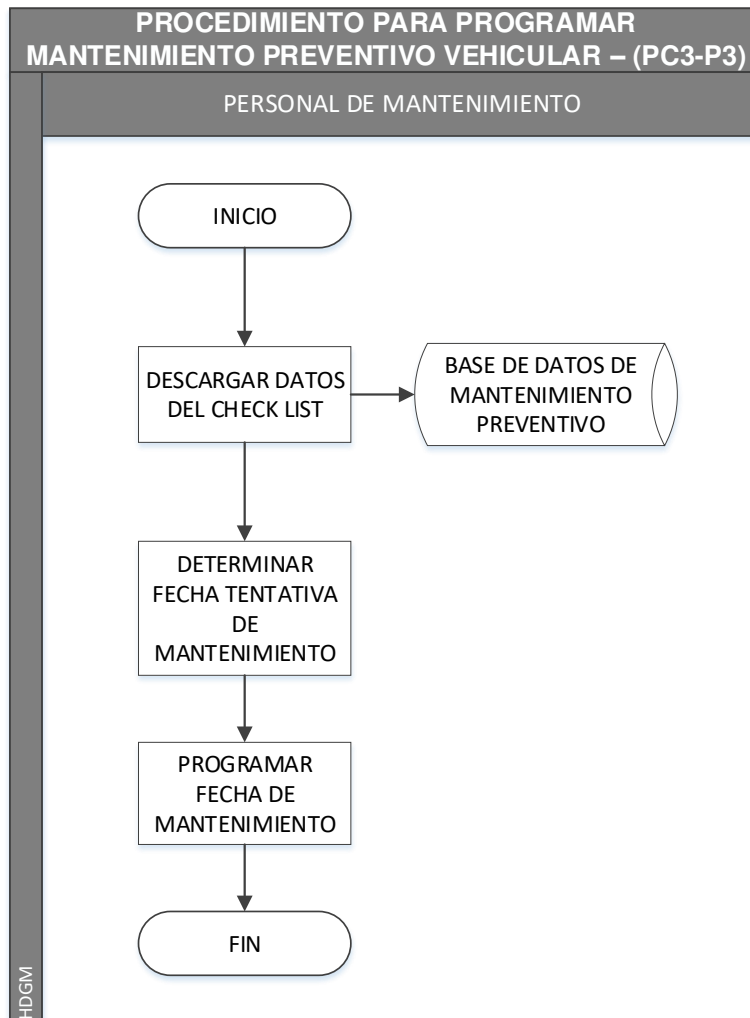 PROCEDIMIENTO PARA PROGRAMAR
MANTENIMIENTO PREVENTIVO VEHICULAR – (PC3-P3)
PERSONAL DE MANTENIMIENTO
INICIO
DESCARGAR DATOS
DEL CHECK LIST
BASE DE DATOS DE
MANTENIMIENTO
PREVENTIVO
DETERMINAR
FECHA TENTATIVA
DE
MANTENIMIENTO
PROGRAMAR
FECHA DE
MANTENIMIENTO
FIN
HDGM